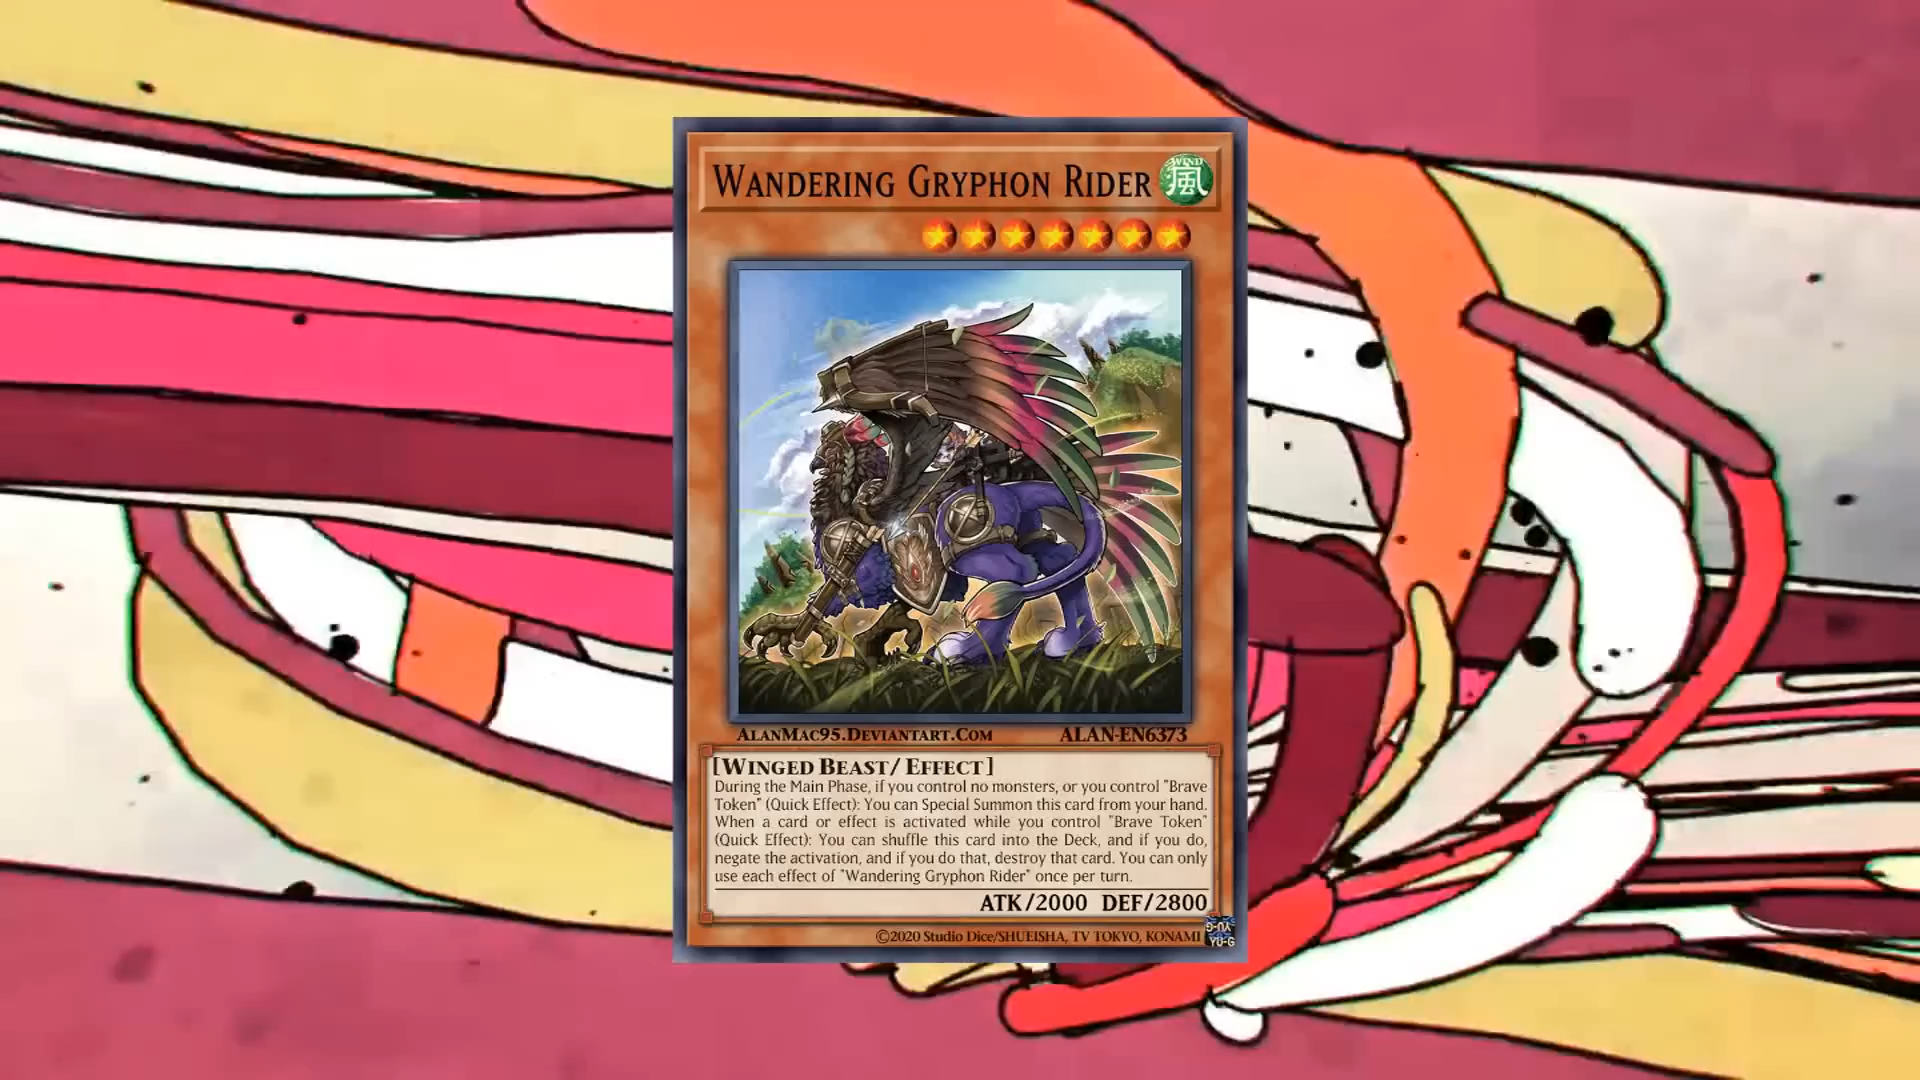 WANDERING GRYPHON RIDER
WIND
風
ALANMAC95.DEVIANTART.COM ALAN-EN6373
[WINGED BEAST/ EFFECT]
During the Main Phase, if you control no monsters, or you control "Brave
Token" (Quick Effect): You can Special Summon this card from your hand.
When a card or effect is activated while you control "Brave Token"
(Quick Effect): You can shuffle this card into the Deck, and if you do,
negate the activation, and if you do that, destroy that card. You can only
use each effect of "Wandering Gryphon Rider" once per turn.
ATK/2000 DEF/2800
©2020 Studio Dice/SHUEISHA, TV TOKYO, KONAMI